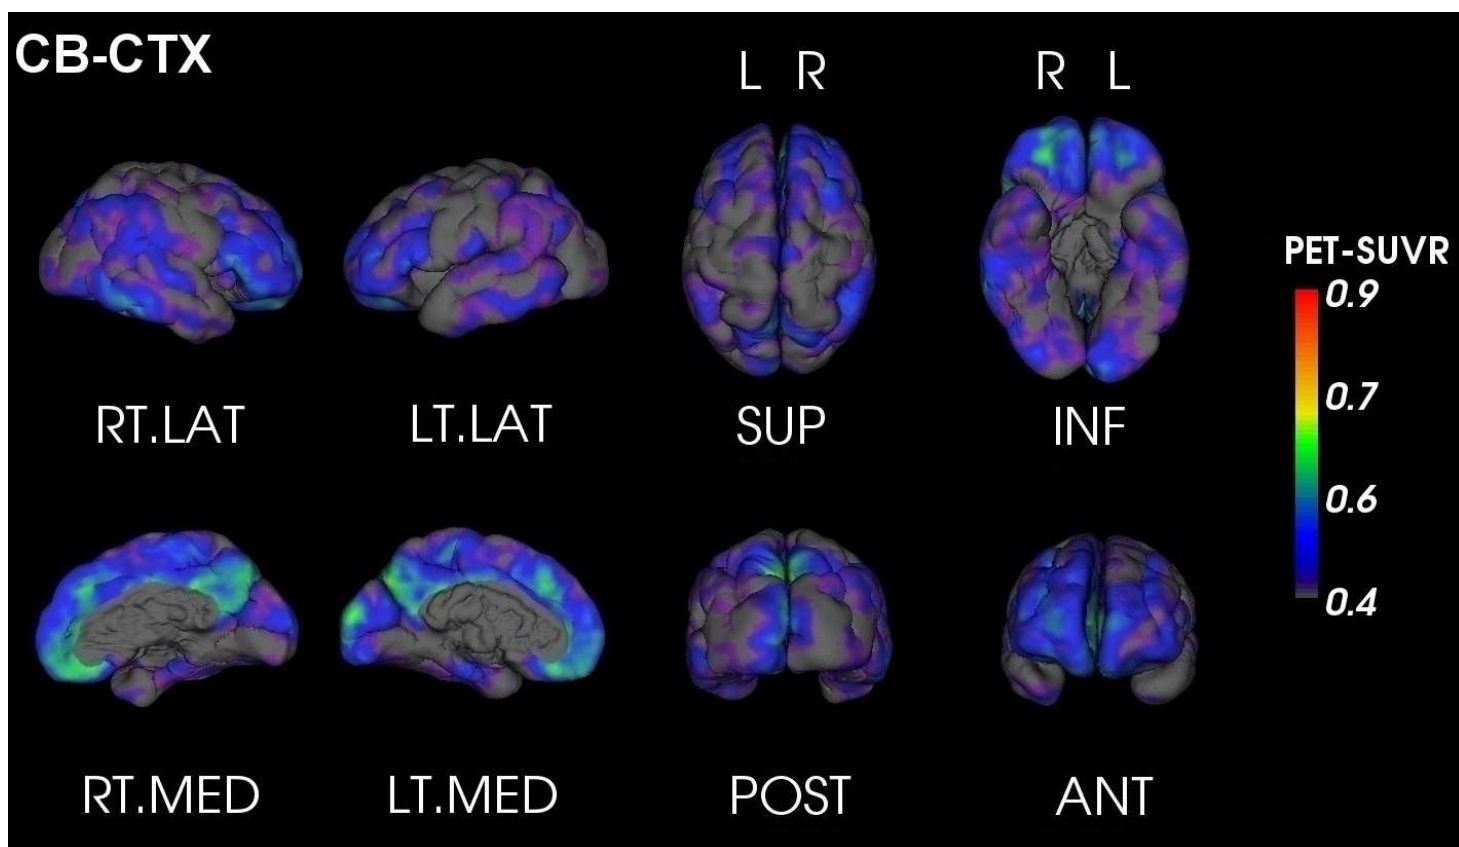 CB-CTX
L R
R L
RT.LAT
LT.LAT
SUP
INF
PET-SUVR
0.9
0.7
0.6
0.4
RT.MED
LT.MED
POST
ANT